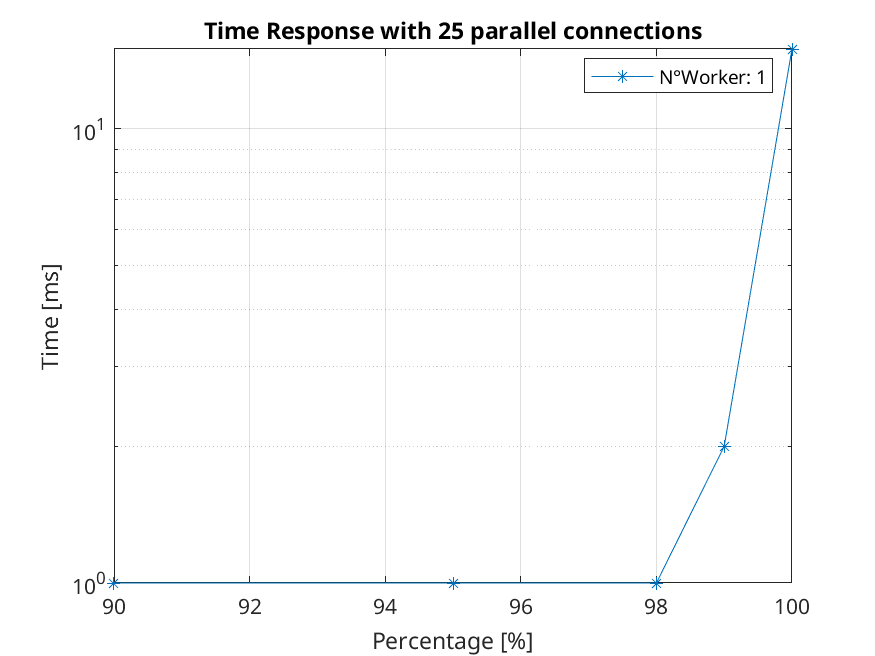 Time Response with 25 parallel connections
N°Worker: 1
10^1
10^0
Time [ms]
90 92 94 96 98 100
Percentage [%]